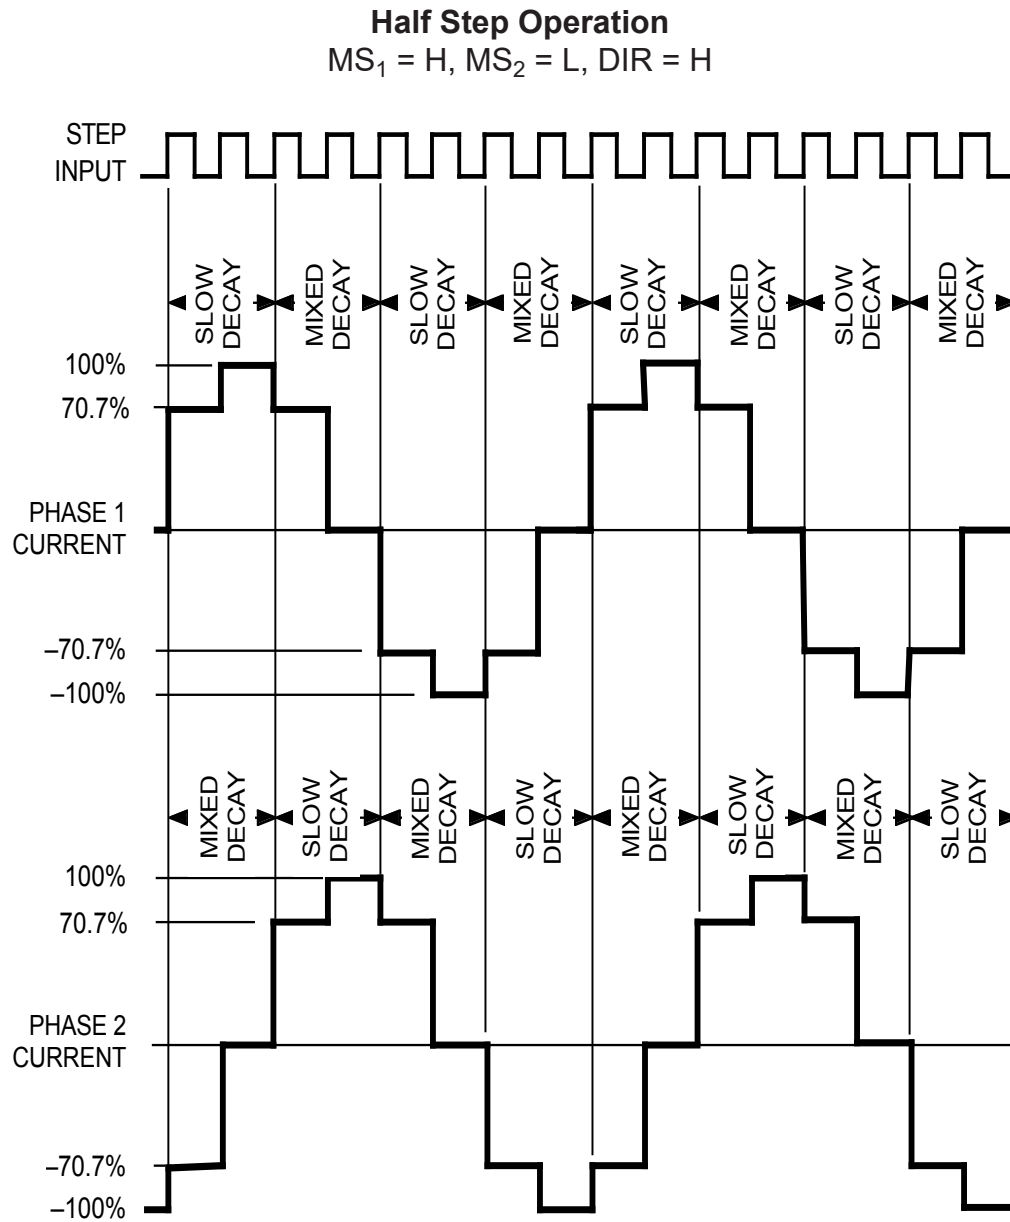 Half Step Operation
MS1 = H, MS2 = L, DIR = H
STEP
INPUT
SLOW
DECAY
MIXED
DECAY
SLOW
DECAY
MIXED
DECAY
SLOW
DECAY
MIXED
DECAY
SLOW
DECAY
MIXED
DECAY
100%
70.7%
PHASE 1
CURRENT
–70.7%
–100%
MIXED
DECAY
SLOW
DECAY
MIXED
DECAY
SLOW
DECAY
MIXED
DECAY
SLOW
DECAY
MIXED
DECAY
SLOW
DECAY
100%
70.7%
PHASE 2
CURRENT
–70.7%
–100%